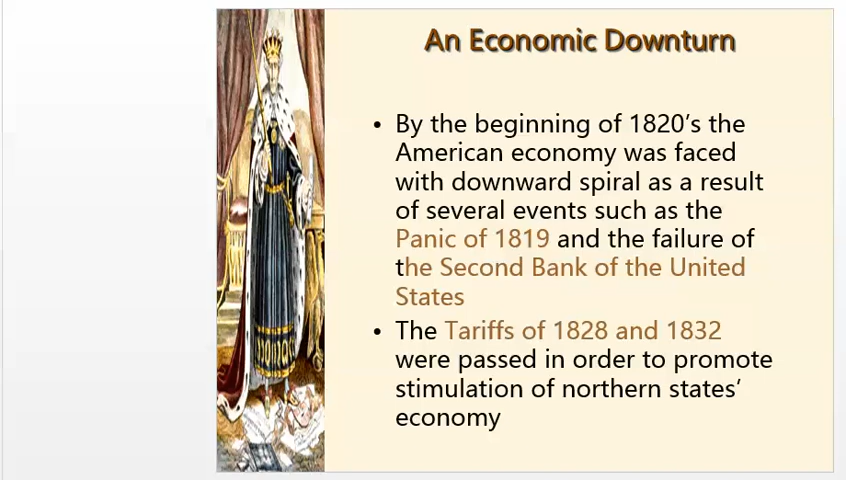 An Economic Downturn
• By the beginning of 1820's the
American economy was faced
with downward spiral as a result
of several events such as the
Panic of 1819 and the failure of
the Second Bank of the United
States
• The Tariffs of 1828 and 1832
were passed in order to promote
stimulation of northern states'
economy